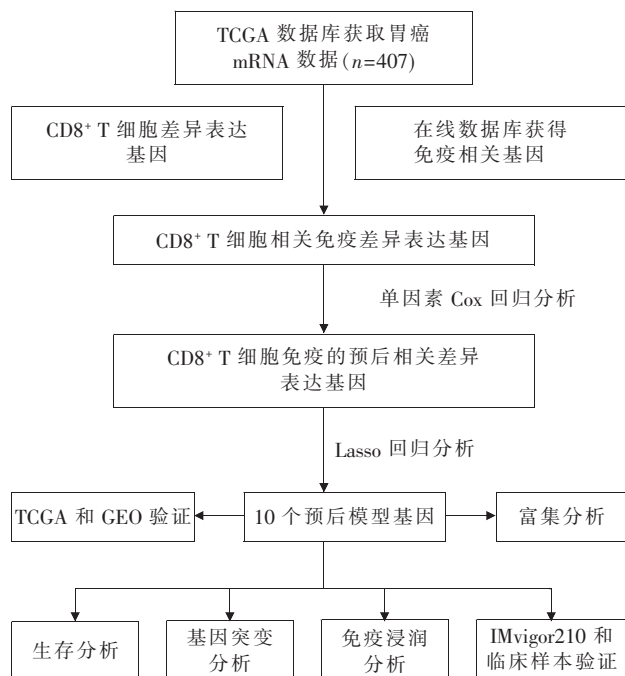 TCGA 数据库获取胃癌
mRNA 数据(n=407)
CD8⁺ T 细胞差异表达
基因
在线数据库获得
免疫相关基因
CD8⁺ T 细胞相关免疫差异表达基因
单因素 Cox 回归分析
CD8⁺ T 细胞免疫的预后相关差异
表达基因
Lasso 回归分析
TCGA 和 GEO 验证
10 个预后模型基因
富集分析
生存分析
基因突变
分析
免疫浸润
分析
IMvigor210 和
临床样本验证